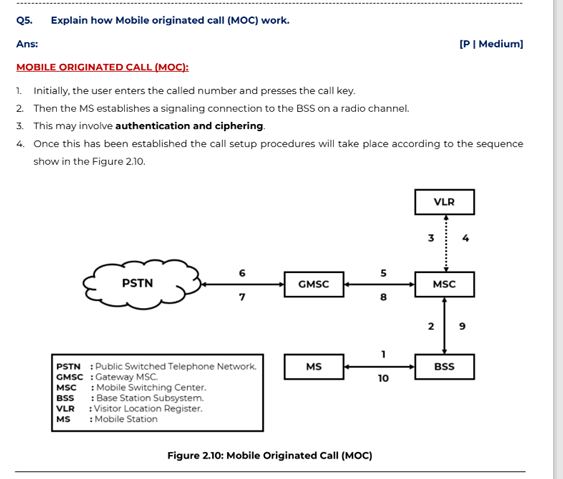 Q5. Explain how Mobile originated call (MOC) work.
Ans: [P | Medium]
MOBILE ORIGINATED CALL (MOC):
1. Initially, the user enters the called number and presses the call key.
2. Then the MS establishes a signaling connection to the BSS on a radio channel.
3. This may involve authentication and ciphering.
4. Once this has been established the call setup procedures will take place according to the sequence
show in the Figure 2.10.
VLR
3 4
6 5
PSTN GMSC MSC
7 8
2 9
1
MS BSS
10
PSTN : Public Switched Telephone Network.
GMSC : Gateway MSC.
MSC : Mobile Switching Center.
BSS : Base Station Subsystem.
VLR : Visitor Location Register.
MS : Mobile Station
Figure 2.10: Mobile Originated Call (MOC)